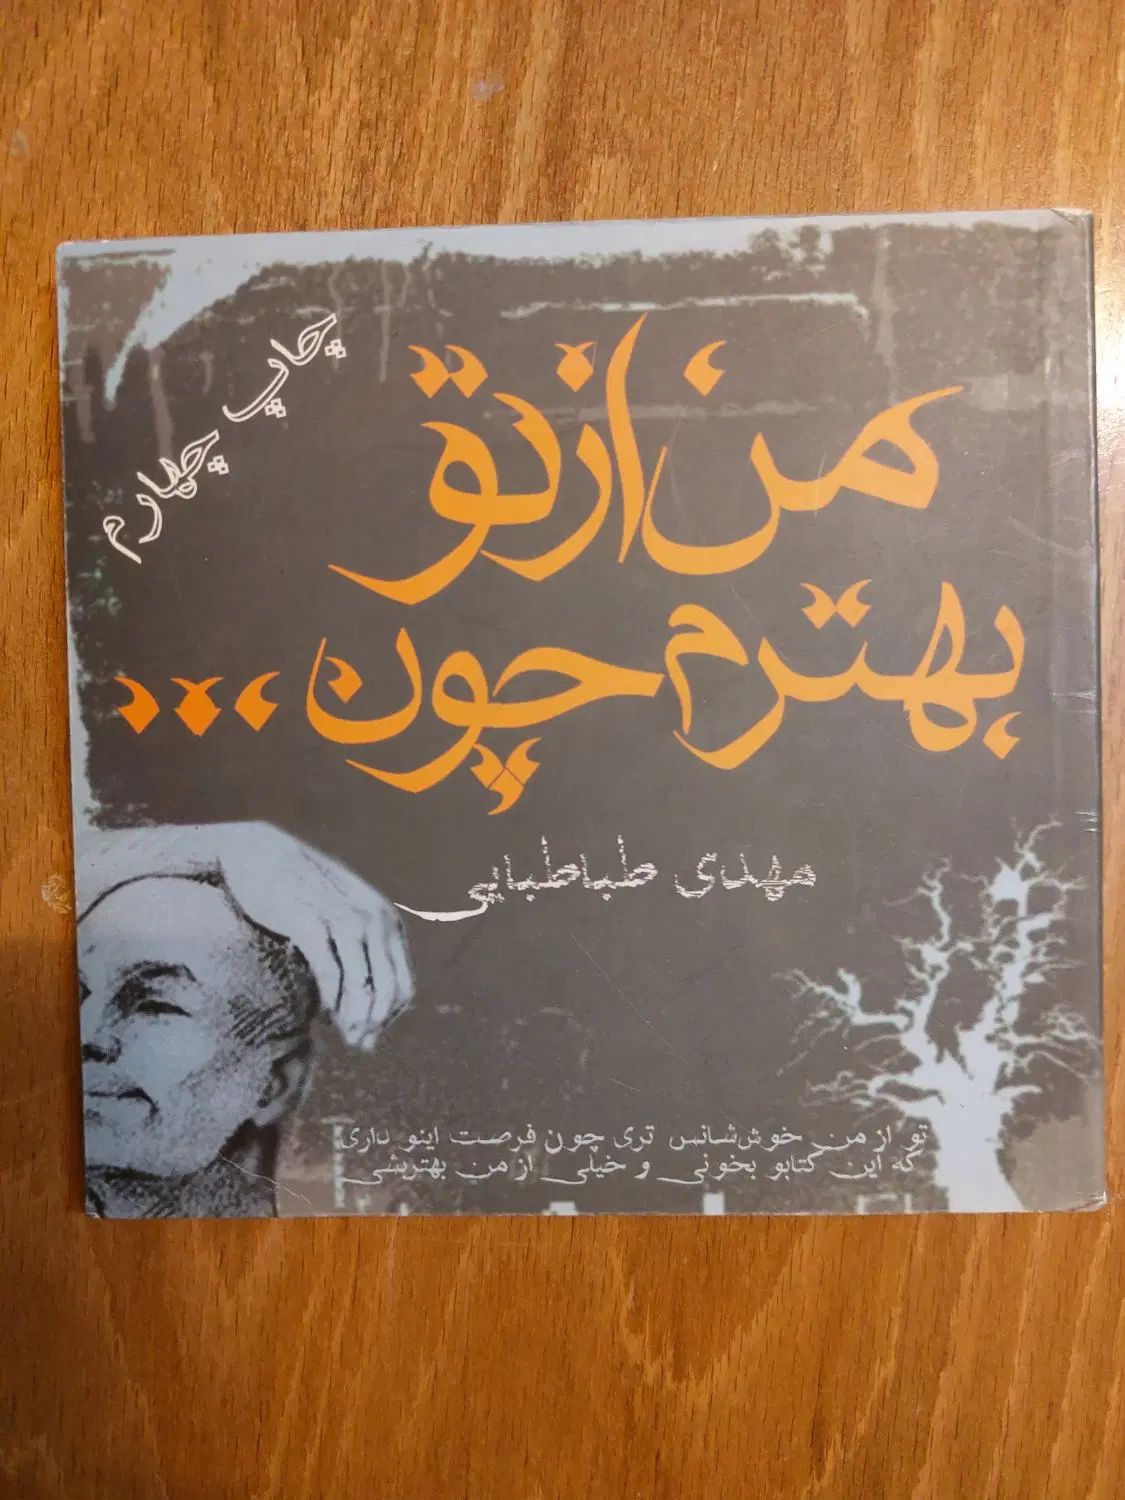 چاپ چهارم
من از تو
بهترم چون...
مهدی طباطبایی
تو از من خوش‌شانس تری چون فرصت اینو داری
که این کتابو بخونی و خیلی از من بهتربشی